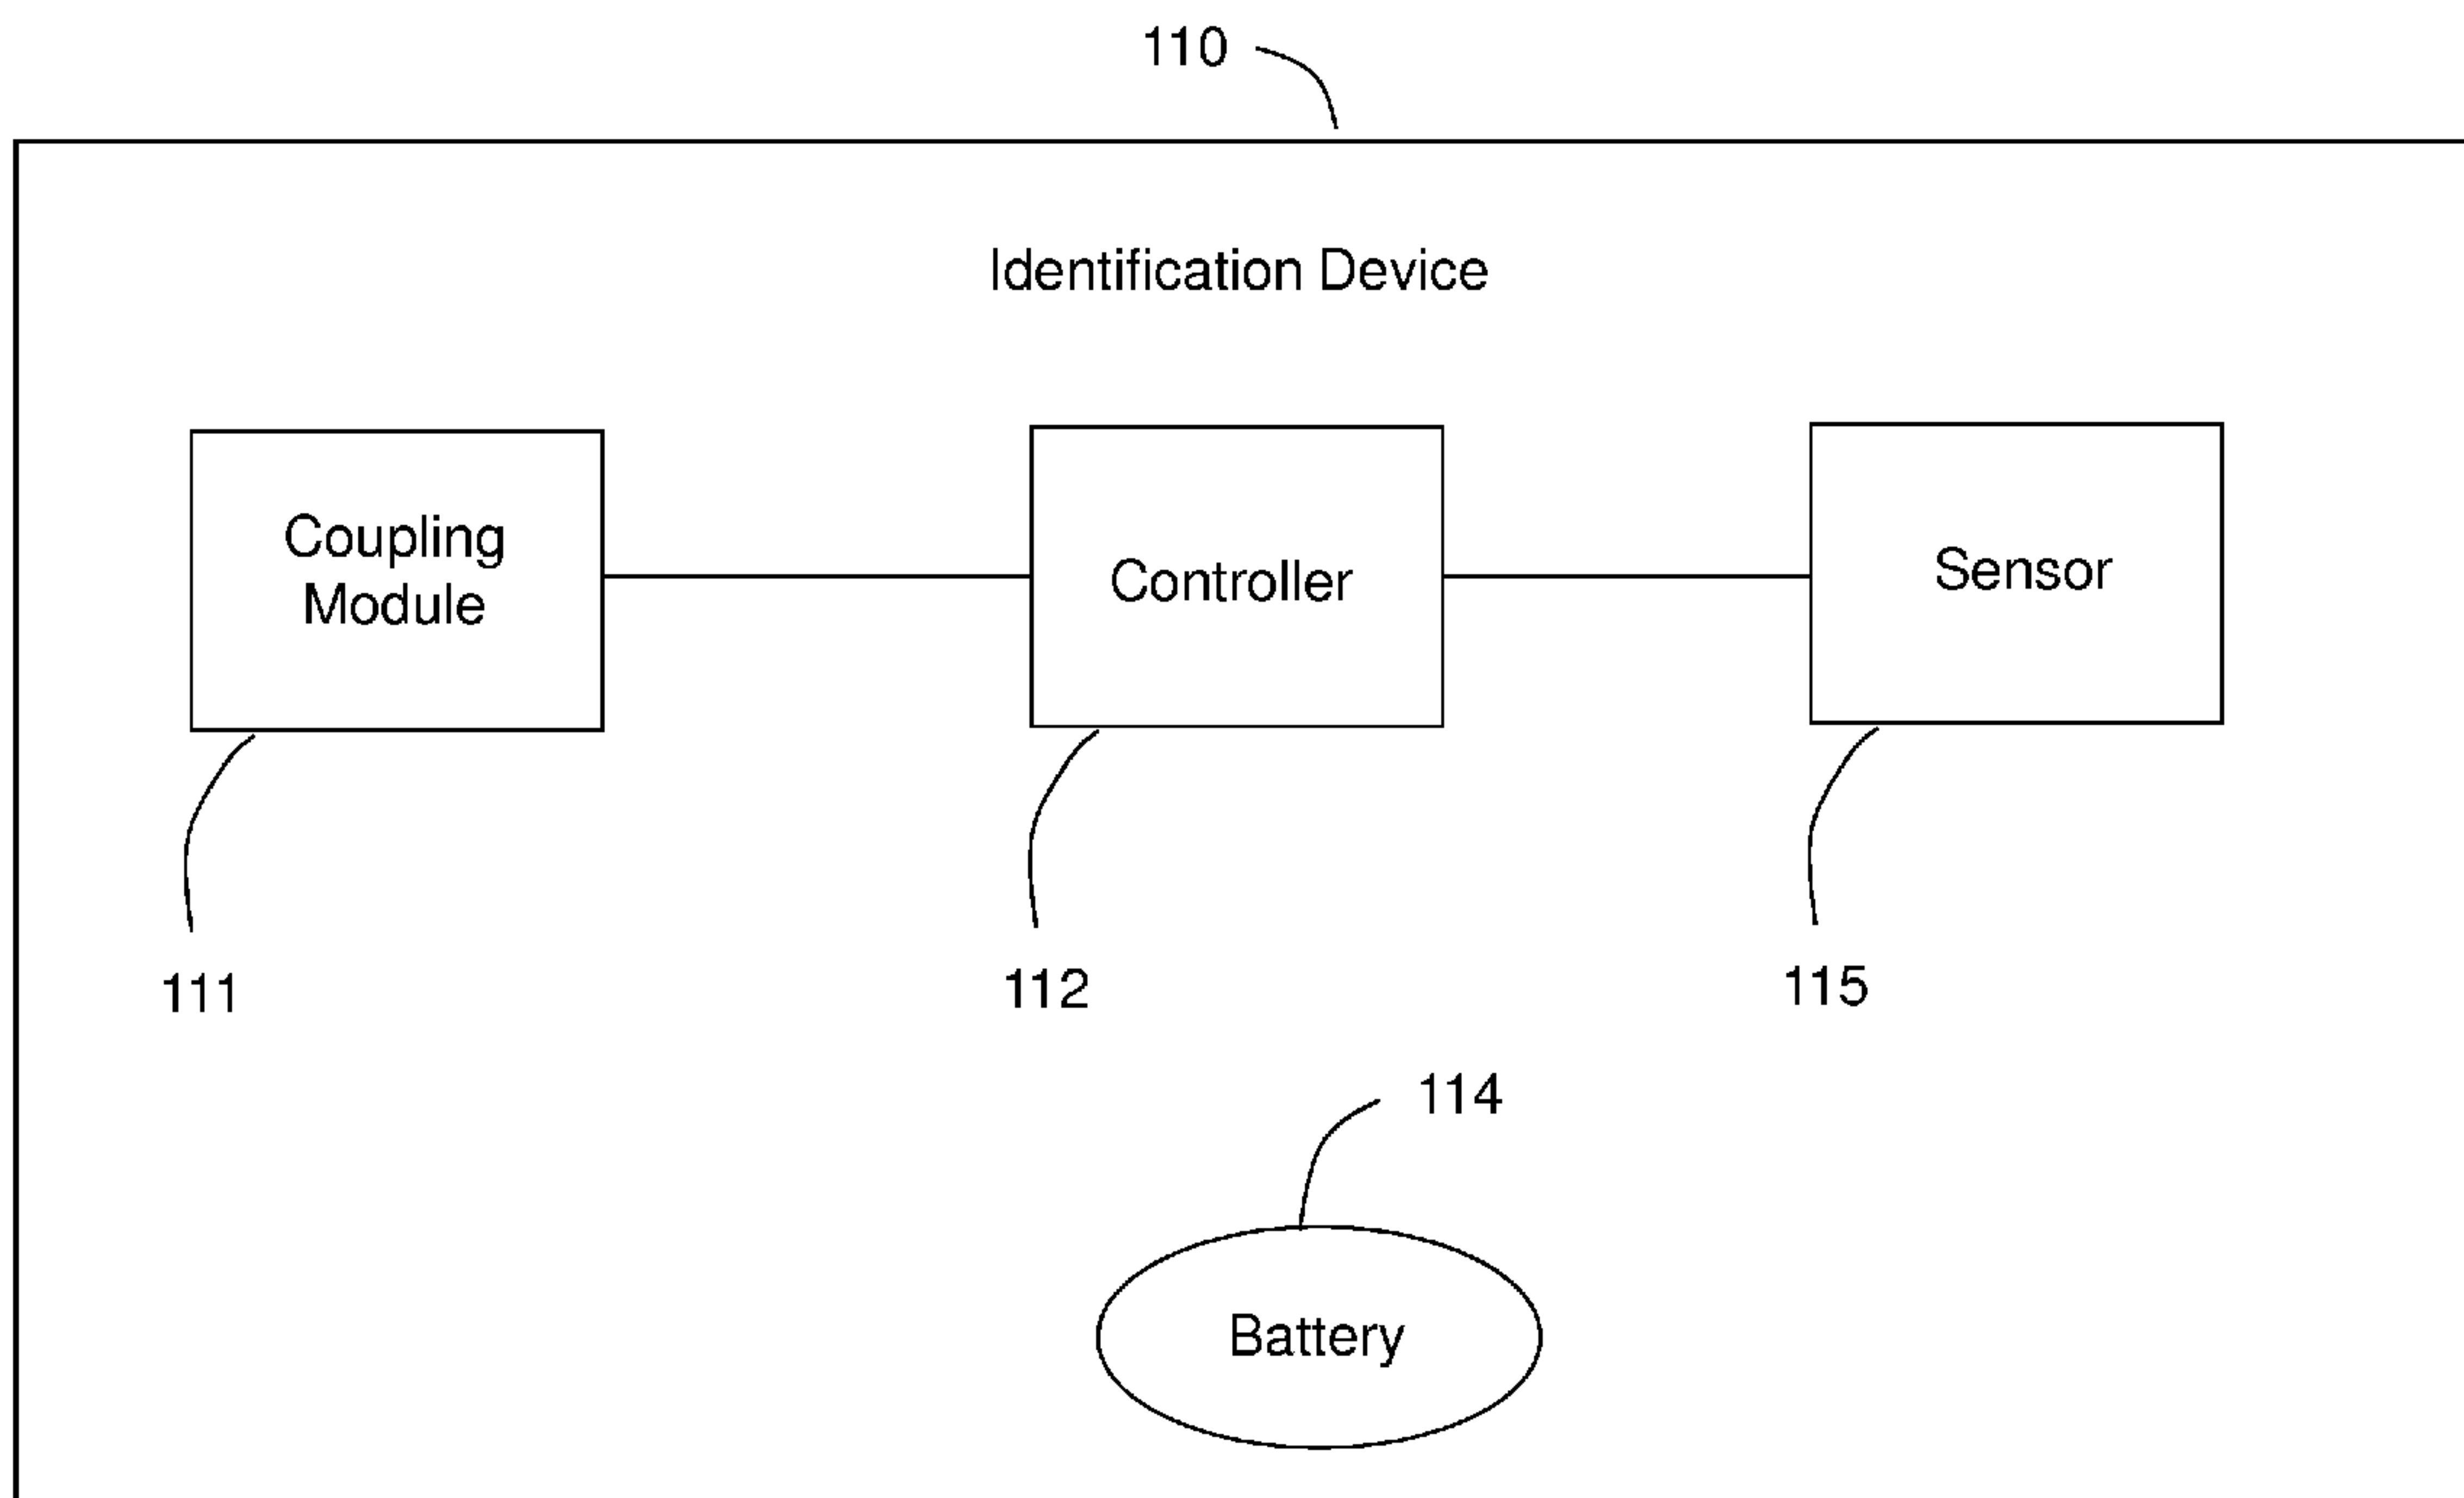 110
Identification Device
Coupling
Module
Controller
Sensor
111
112
115
114
Battery